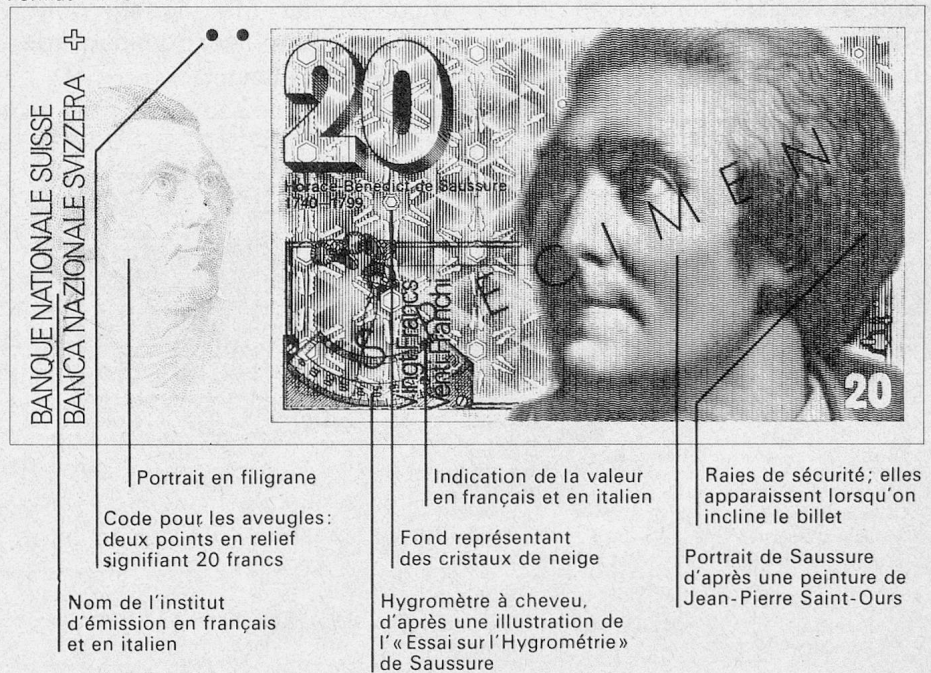 BANQUE NATIONALE SUISSE
BANCA NAZIONALE SVIZZERA
20
Horace-Bénédict de Saussure
1740–1799
Vingt Francs
Venti Franchi
ECIMEN
20
Portrait en filigrane
Code pour les aveugles:
deux points en relief
signifiant 20 francs
Nom de l'institut
d'émission en français
et en italien
Indication de la valeur
en français et en italien
Fond représentant
des cristaux de neige
Hygromètre à cheveu,
d'après une illustration de
l'« Essai sur l'Hygrométrie»
de Saussure
Raies de sécurité; elles
apparaissent lorsqu'on
incline le billet
Portrait de Saussure
d'après une peinture de
Jean-Pierre Saint-Ours